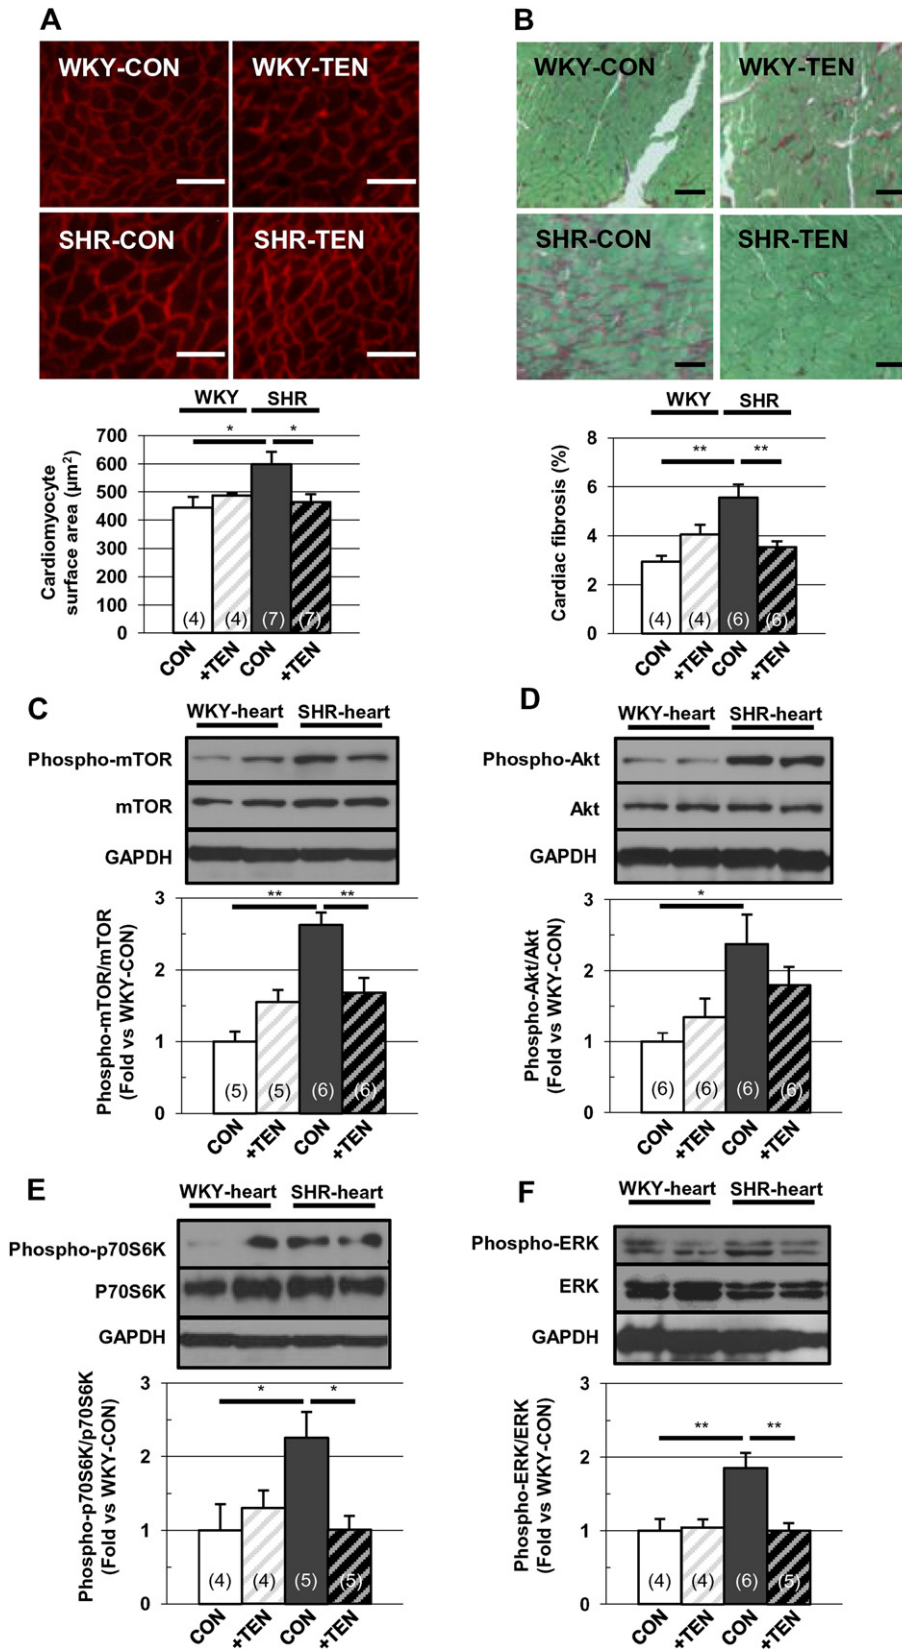 A
WKY-CON
WKY-TEN
SHR-CON
SHR-TEN
WKY
SHR
700
600
500
400
300
200
100
0
Cardiomyocyte
surface area (µm²)
*
*
(4)
(4)
(7)
(7)
CON
+TEN
CON
+TEN
B
WKY-CON
WKY-TEN
SHR-CON
SHR-TEN
WKY
SHR
8
6
4
2
0
Cardiac fibrosis (%)
**
**
(4)
(4)
(6)
(6)
CON
+TEN
CON
+TEN
C
WKY-heart
SHR-heart
Phospho-mTOR
mTOR
GAPDH
3
2
1
0
Phospho-mTOR/mTOR
(Fold vs WKY-CON)
**
**
(5)
(5)
(6)
(6)
CON
+TEN
CON
+TEN
D
WKY-heart
SHR-heart
Phospho-Akt
Akt
GAPDH
3
2
1
0
Phospho-Akt/Akt
(Fold vs WKY-CON)
*
(6)
(6)
(6)
(6)
CON
+TEN
CON
+TEN
E
WKY-heart
SHR-heart
Phospho-p70S6K
P70S6K
GAPDH
3
2
1
0
Phospho-p70S6K/p70S6K
(Fold vs WKY-CON)
*
*
(4)
(4)
(5)
(5)
CON
+TEN
CON
+TEN
F
WKY-heart
SHR-heart
Phospho-ERK
ERK
GAPDH
3
2
1
0
Phospho-ERK/ERK
(Fold vs WKY-CON)
**
**
(4)
(4)
(6)
(5)
CON
+TEN
CON
+TEN